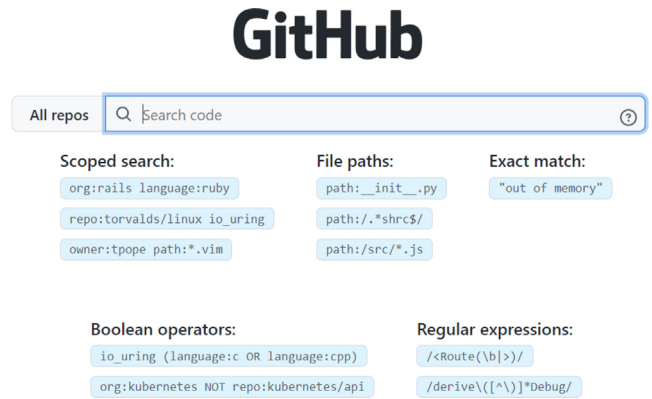 GitHub
All repos
Search code
Scoped search:
org:rails language:ruby
repo:torvalds/linux io_uring
owner:tpope path:*.vim
File paths:
path:__init__.py
path:/.*shrc$/
path:/src/*.js
Exact match:
"out of memory"
Boolean operators:
io_uring (language:c OR language:cpp)
org:kubernetes NOT repo:kubernetes/api
Regular expressions:
/<Route(\b|>)/
/derive\([^\)]*Debug/